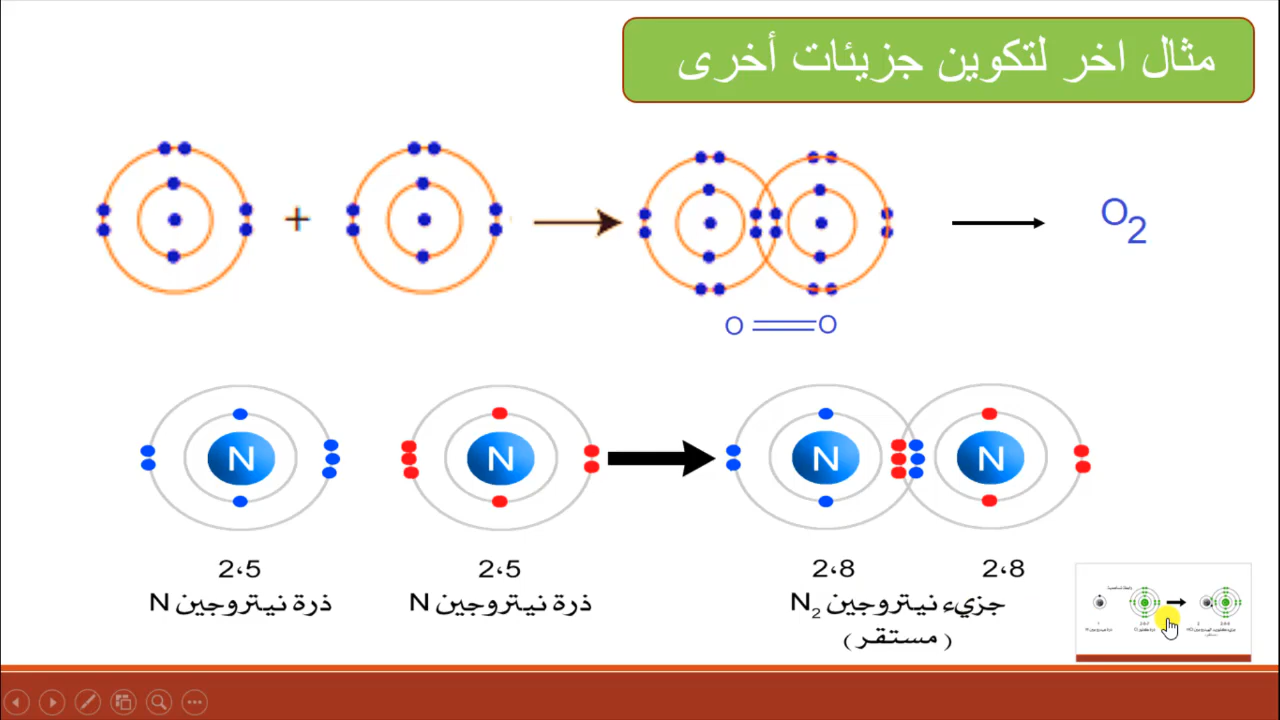 مثال اخر لتكوين جزيئات أخرى
+
O₂
O═O
N
N
N
N
2،5
2،5
2،8
2،8
ذرة نيتروجين N
ذرة نيتروجين N
جزيء نيتروجين N₂
(مستقر)